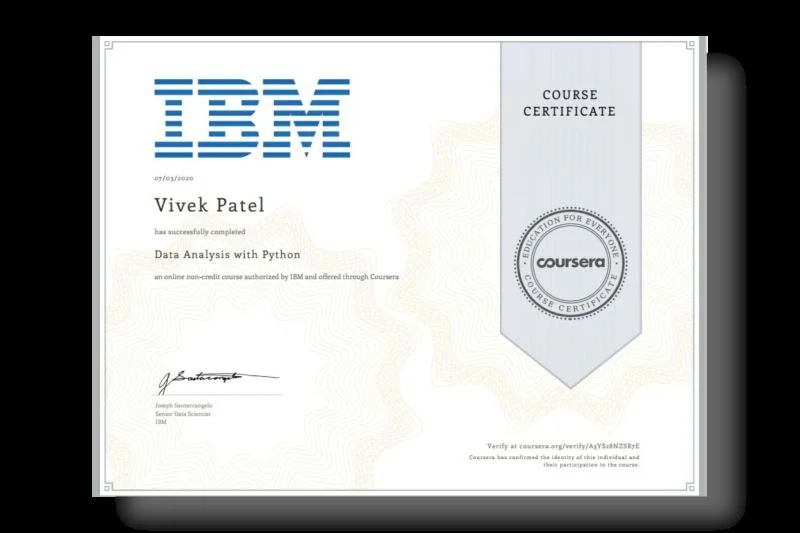 IBM
COURSE
CERTIFICATE
07/03/2020
Vivek Patel
has successfully completed
Data Analysis with Python
an online non-credit course authorized by IBM and offered through Coursera
EDUCATION FOR EVERYONE
coursera
COURSE CERTIFICATE
Joseph Santarcangelo
Senior Data Scientist
IBM
Verify at coursera.org/verify/A3YS28NZSR7E
Coursera has confirmed the identity of this individual and
their participation in the course.